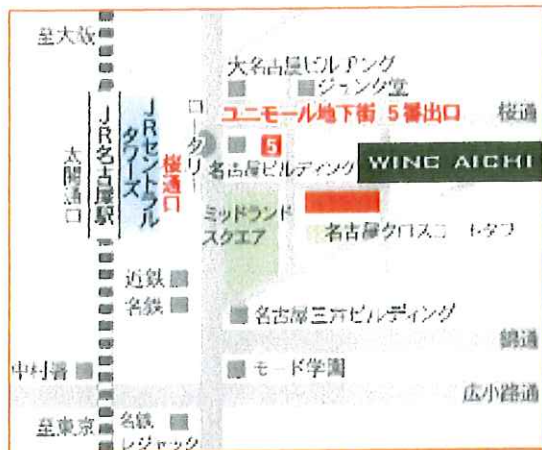 至大阪
大名古屋ビルヂング
ジュンク堂
ユニモール地下街 5番出口 桜通
JRセントラル
タワーズ
桜通口
ロータリー
JR名古屋駅
太閤通口
5
名古屋ビルディング
WINC AICHI
ミッドランド
スクエア
名古屋クロスコートタワ
近鉄
名鉄
名古屋三井ビルディング
錦通
中村署
モード学園
広小路通
至東京
名鉄
レジャック